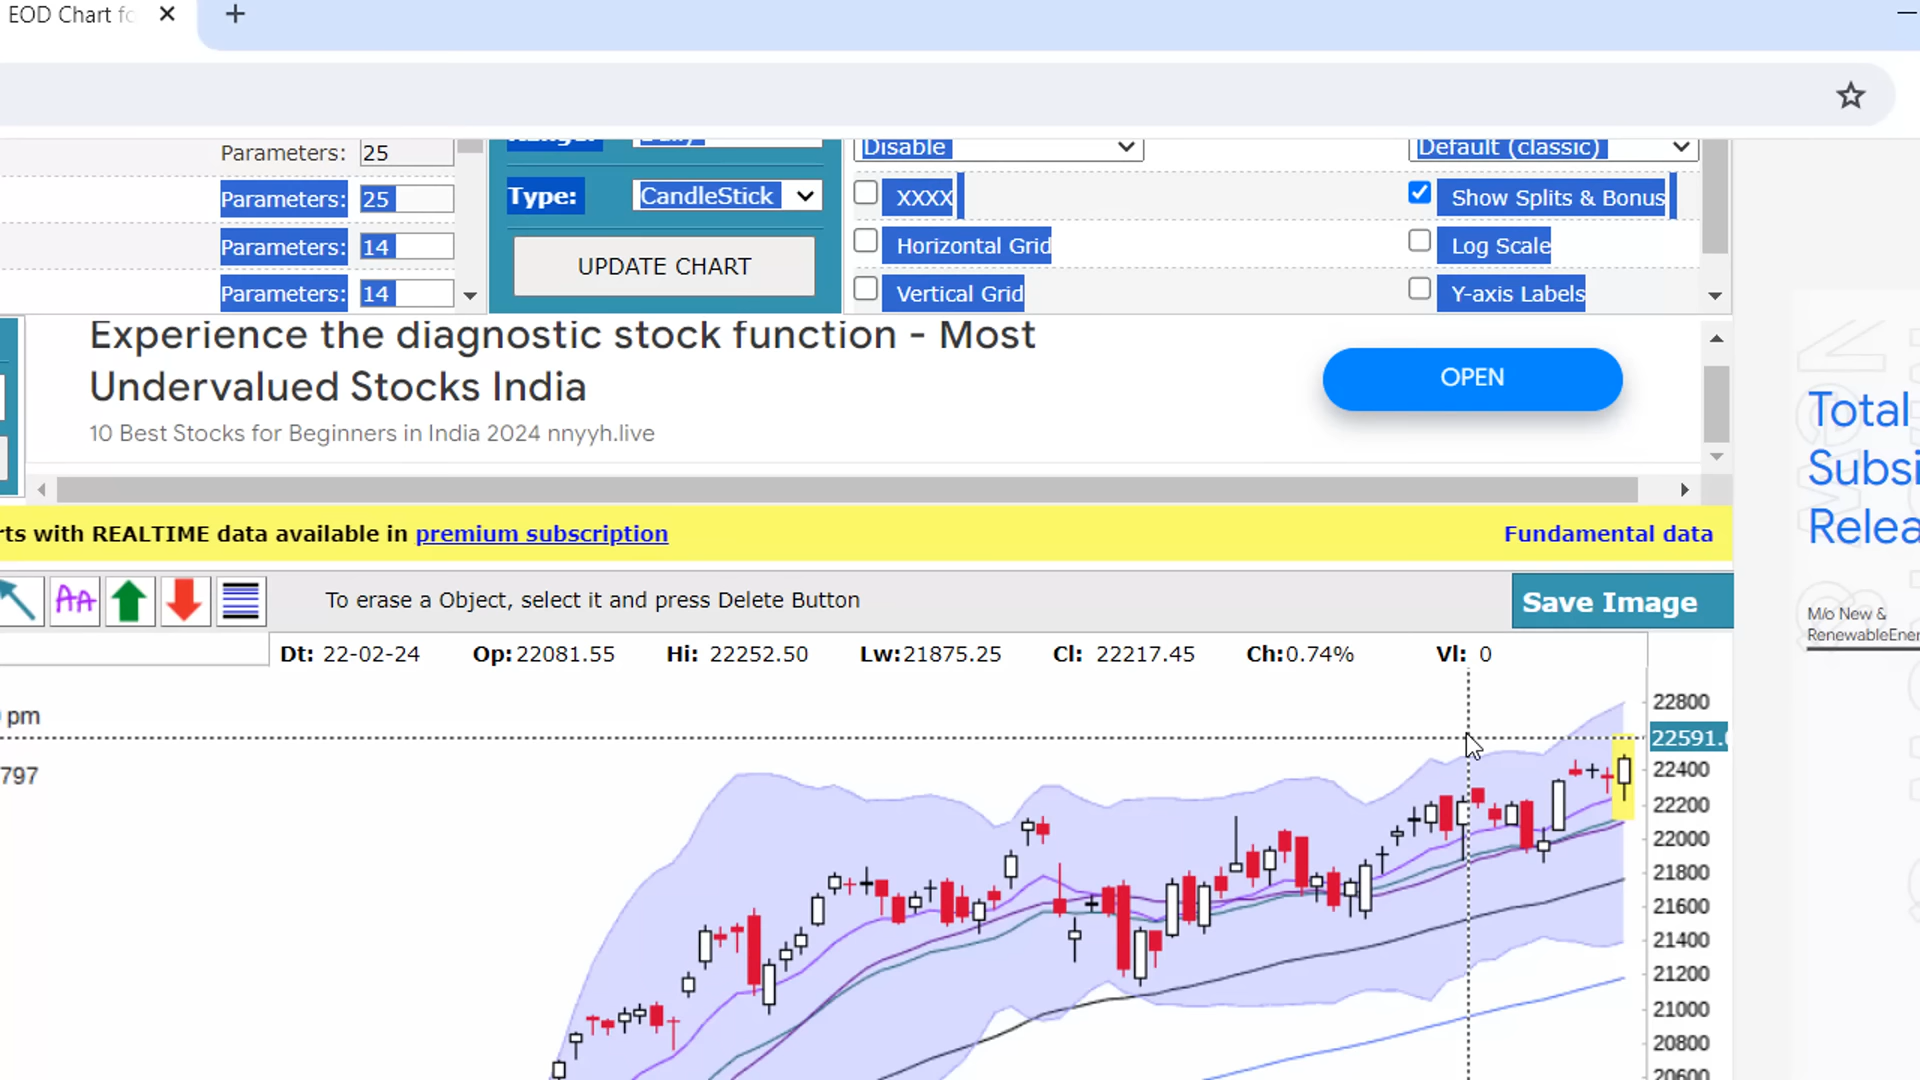 EOD Chart fo
Parameters: 25
Disable
Default (classic)
Parameters: 25
Type: CandleStick
XXXX
Show Splits & Bonus
Parameters: 14
UPDATE CHART
Horizontal Grid
Log Scale
Parameters: 14
Vertical Grid
Y-axis Labels
Experience the diagnostic stock function - Most
Undervalued Stocks India
10 Best Stocks for Beginners in India 2024 nnyyh.live
OPEN
Total
Subsi
Relea
M/o New &
RenewableEner
rts with REALTIME data available in premium subscription
Fundamental data
AA
To erase a Object, select it and press Delete Button
Save Image
Dt: 22-02-24 Op:22081.55 Hi: 22252.50 Lw:21875.25 Cl: 22217.45 Ch:0.74% Vl: 0
pm
797
22800
22591.
22400
22200
22000
21800
21600
21400
21200
21000
20800
20600